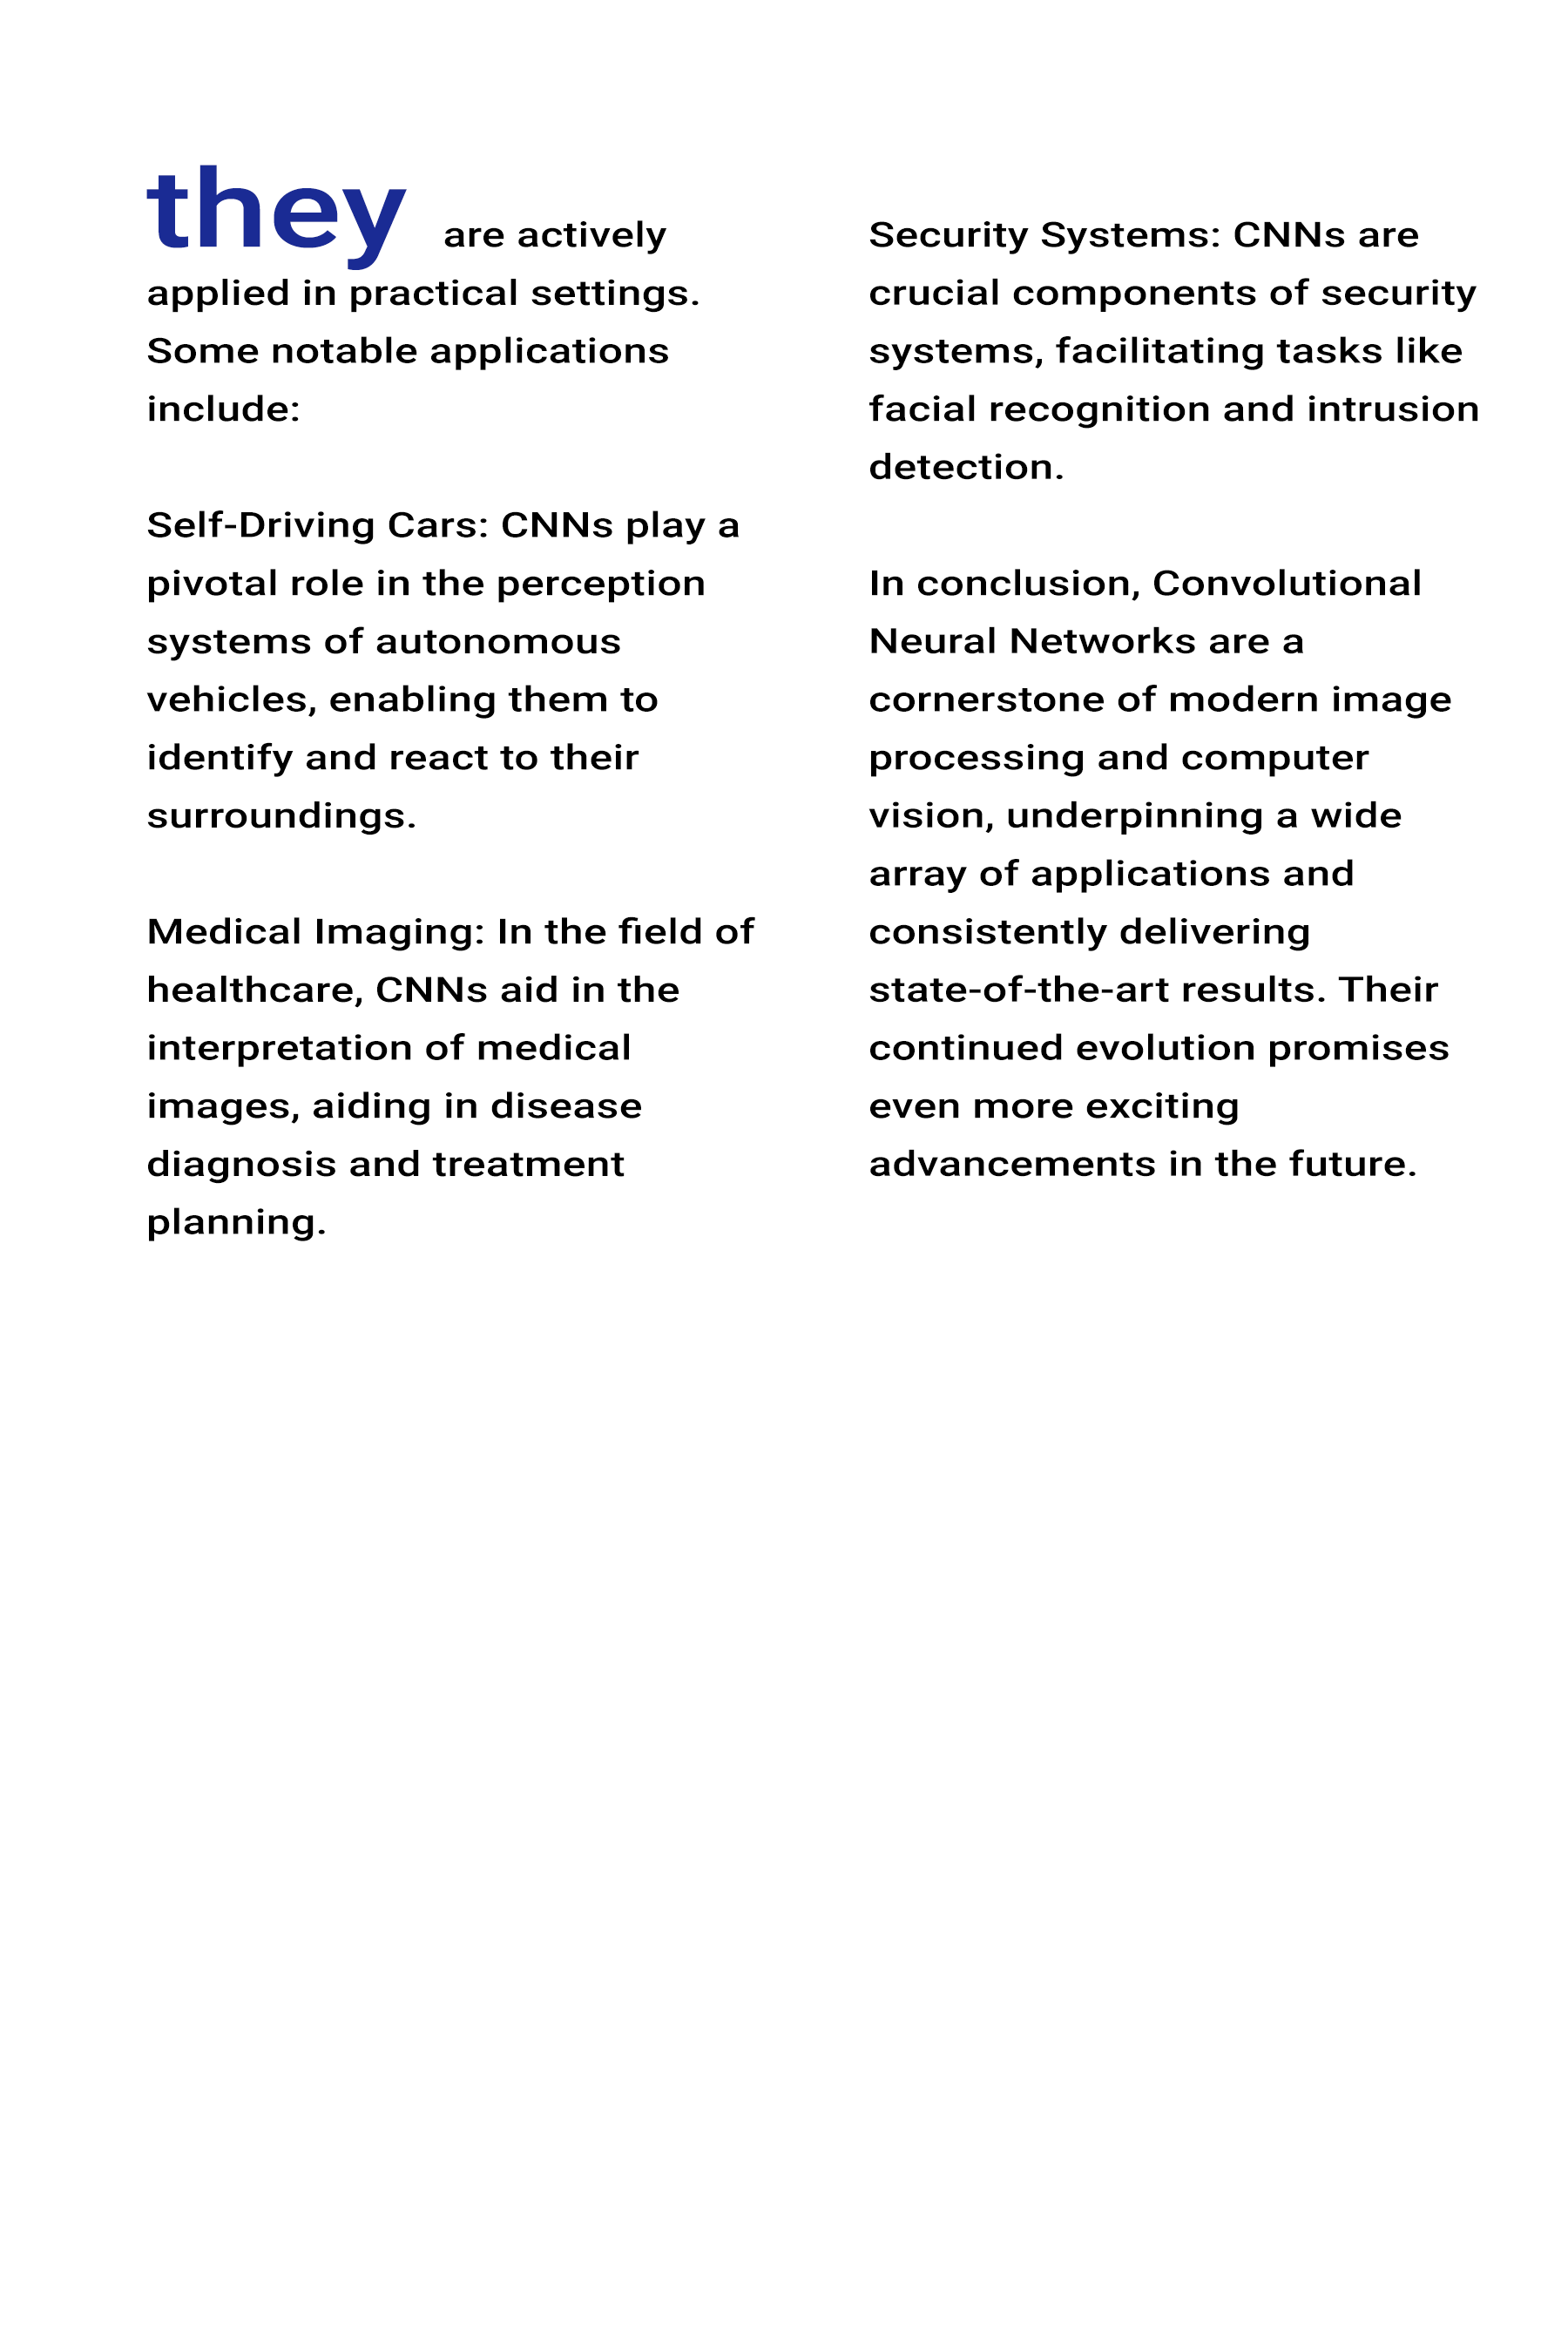 they are actively
applied in practical settings.
Some notable applications
include:
Self-Driving Cars: CNNs play a
pivotal role in the perception
systems of autonomous
vehicles, enabling them to
identify and react to their
surroundings.
Medical Imaging: In the field of
healthcare, CNNs aid in the
interpretation of medical
images, aiding in disease
diagnosis and treatment
planning.
Security Systems: CNNs are
crucial components of security
systems, facilitating tasks like
facial recognition and intrusion
detection.
In conclusion, Convolutional
Neural Networks are a
cornerstone of modern image
processing and computer
vision, underpinning a wide
array of applications and
consistently delivering
state-of-the-art results. Their
continued evolution promises
even more exciting
advancements in the future.